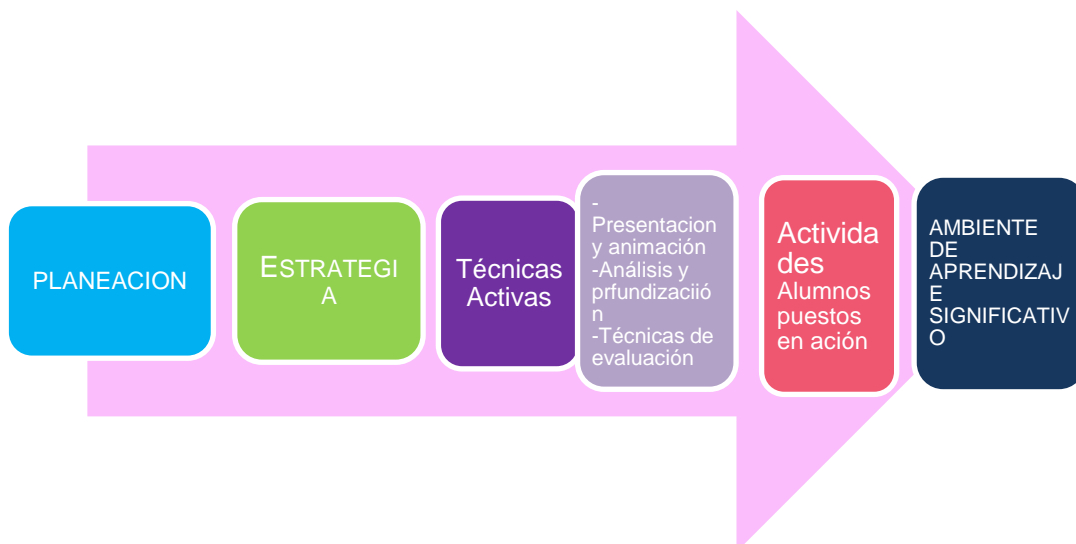 PLANEACION
ESTRATEGI
A
Técnicas
Activas
-
Presentacion
y animación
-Análisis y
prfundizaciió
n
-Técnicas de
evaluación
Activida
des
Alumnos
puestos
en ación
AMBIENTE
DE
APRENDIZAJ
E
SIGNIFICATIV
O